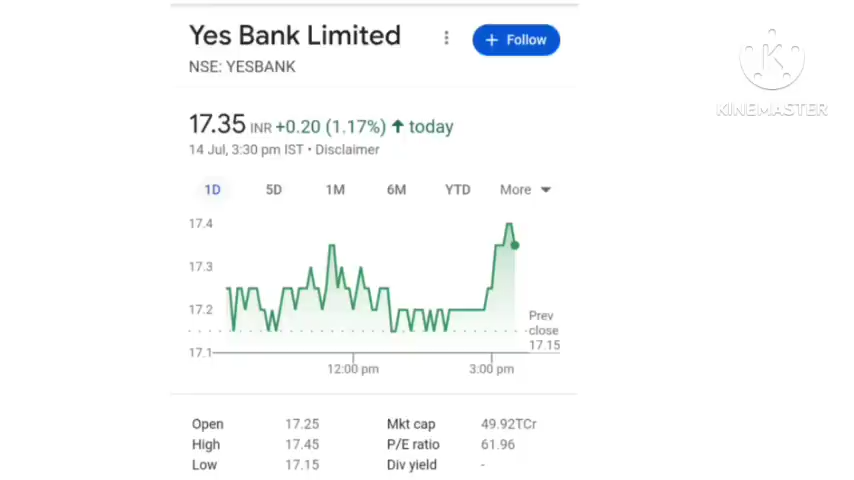 Yes Bank Limited
+ Follow
NSE: YESBANK
K
KINEMASTER
17.35 INR +0.20 (1.17%) ↑ today
14 Jul, 3:30 pm IST • Disclaimer
1D 5D 1M 6M YTD More
17.4
17.3
17.2
17.1
Prev
close
17.15
12:00 pm 3:00 pm
Open 17.25 Mkt cap 49.92TCr
High 17.45 P/E ratio 61.96
Low 17.15 Div yield -